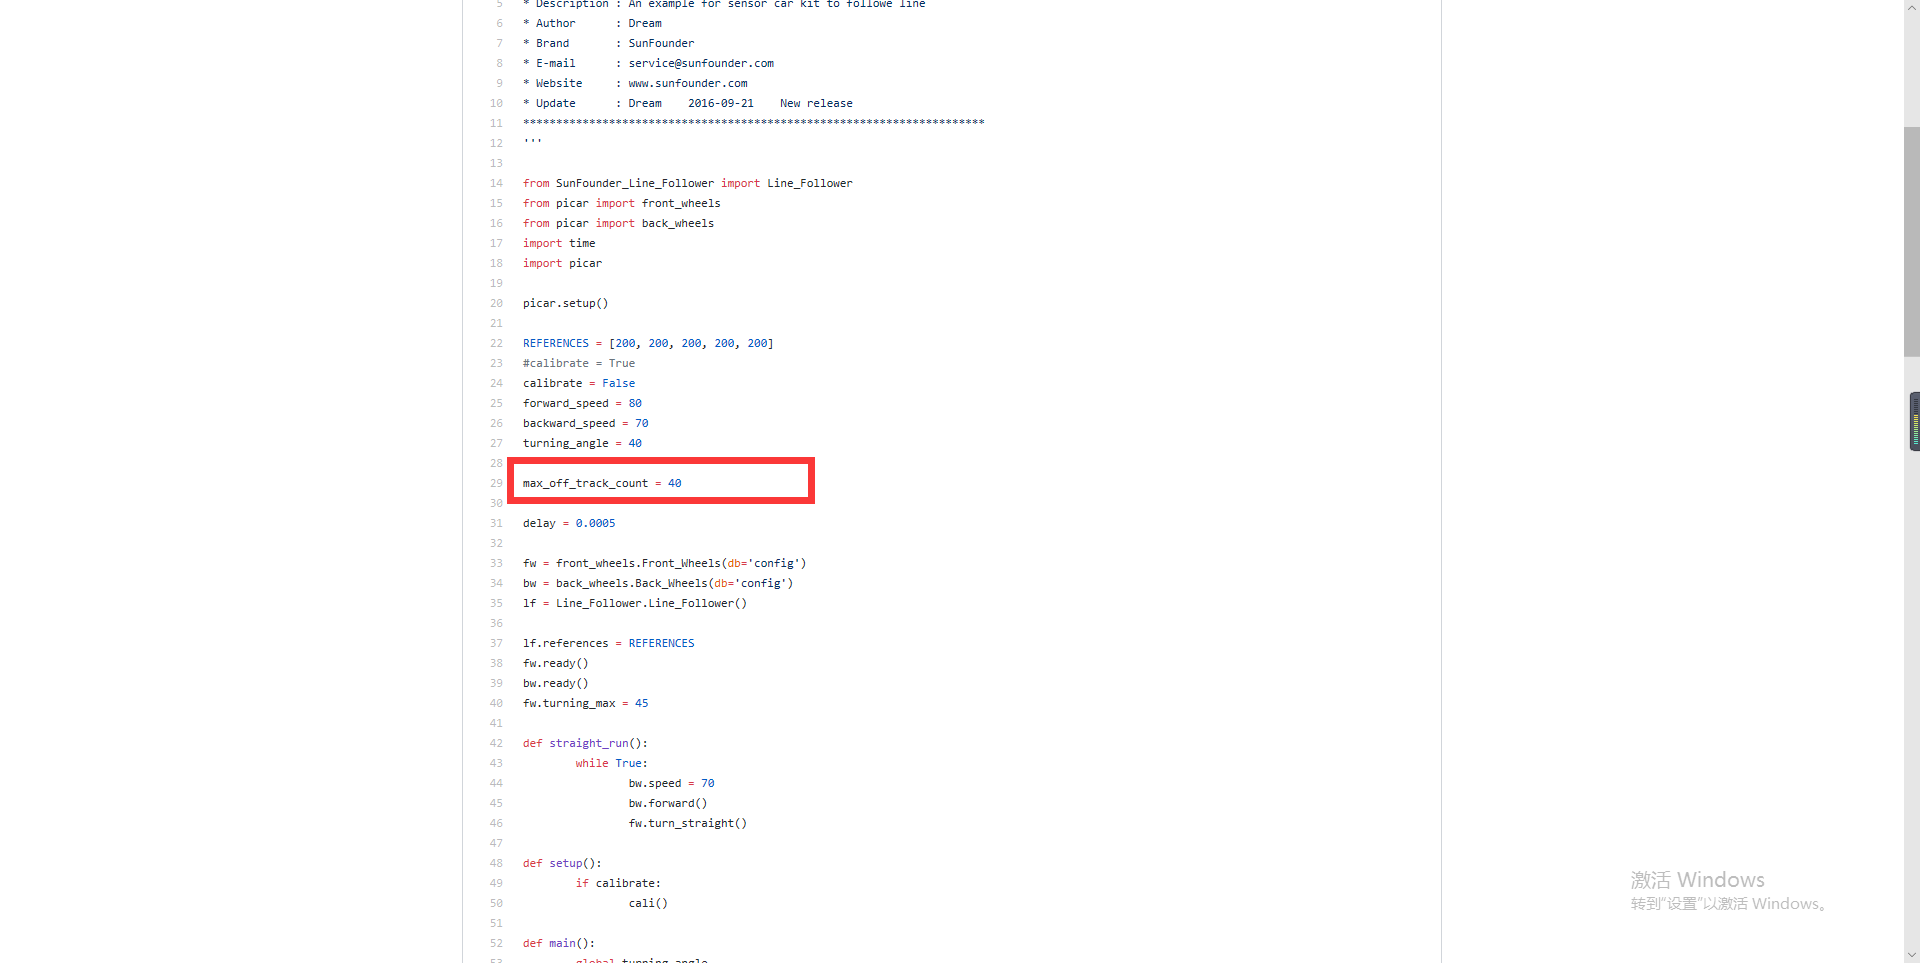 5 * Description : An example for sensor car kit to followe line
6 * Author : Dream
7 * Brand : SunFounder
8 * E-mail : service@sunfounder.com
9 * Website : www.sunfounder.com
10 * Update : Dream 2016-09-21 New release
11 **********************************************************************
12 '''
13
14 from SunFounder_Line_Follower import Line_Follower
15 from picar import front_wheels
16 from picar import back_wheels
17 import time
18 import picar
19
20 picar.setup()
21
22 REFERENCES = [200, 200, 200, 200, 200]
23 #calibrate = True
24 calibrate = False
25 forward_speed = 80
26 backward_speed = 70
27 turning_angle = 40
28
29 max_off_track_count = 40
30
31 delay = 0.0005
32
33 fw = front_wheels.Front_Wheels(db='config')
34 bw = back_wheels.Back_Wheels(db='config')
35 lf = Line_Follower.Line_Follower()
36
37 lf.references = REFERENCES
38 fw.ready()
39 bw.ready()
40 fw.turning_max = 45
41
42 def straight_run():
43 while True:
44 bw.speed = 70
45 bw.forward()
46 fw.turn_straight()
47
48 def setup():
49 if calibrate:
50 cali()
51
52 def main():
53 global turning_angle
激活 Windows
转到“设置”以激活 Windows。